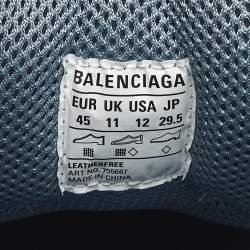 BALENCIAGA
EUR UK USA JP
45 11 12 29.5
LEATHERFREE
ART NO. 755687
MADE IN CHINA